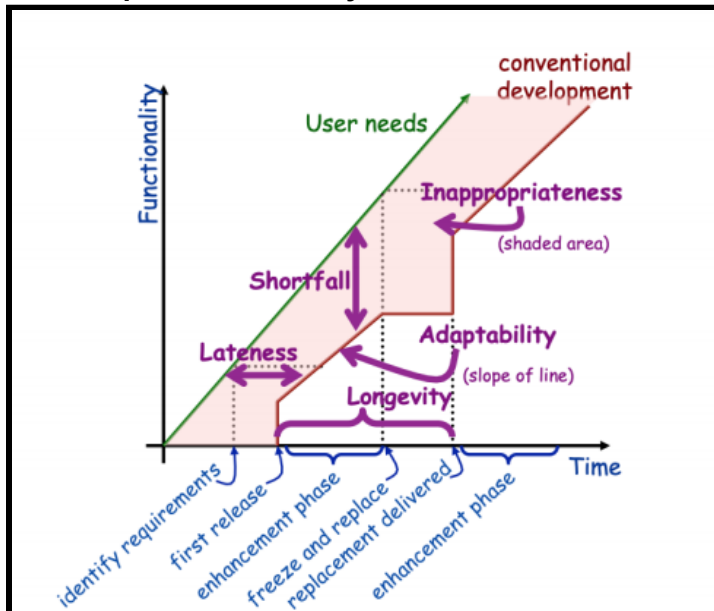 conventional
development
User needs
Functionality
Inappropriateness
(shaded area)
Shortfall
Adaptability
(slope of line)
Lateness
Longevity
Time
identify requirements
first release
enhancement phase
freeze and replace
replacement delivered
enhancement phase